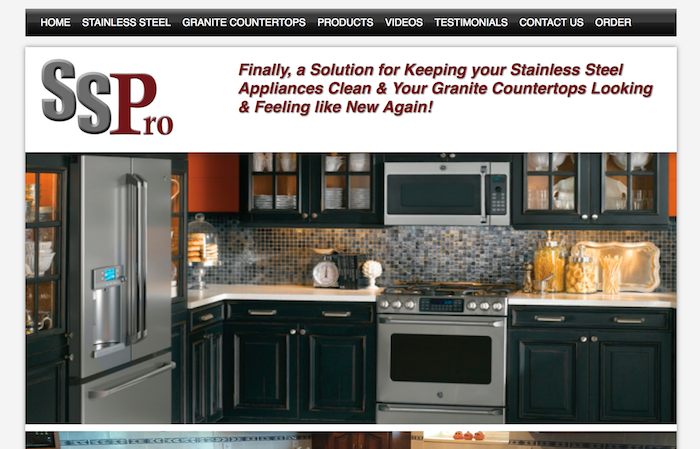 HOME STAINLESS STEEL GRANITE COUNTERTOPS PRODUCTS VIDEOS TESTIMONIALS CONTACT US ORDER
SSPro
Finally, a Solution for Keeping your Stainless Steel
Appliances Clean & Your Granite Countertops Looking
& Feeling like New Again!